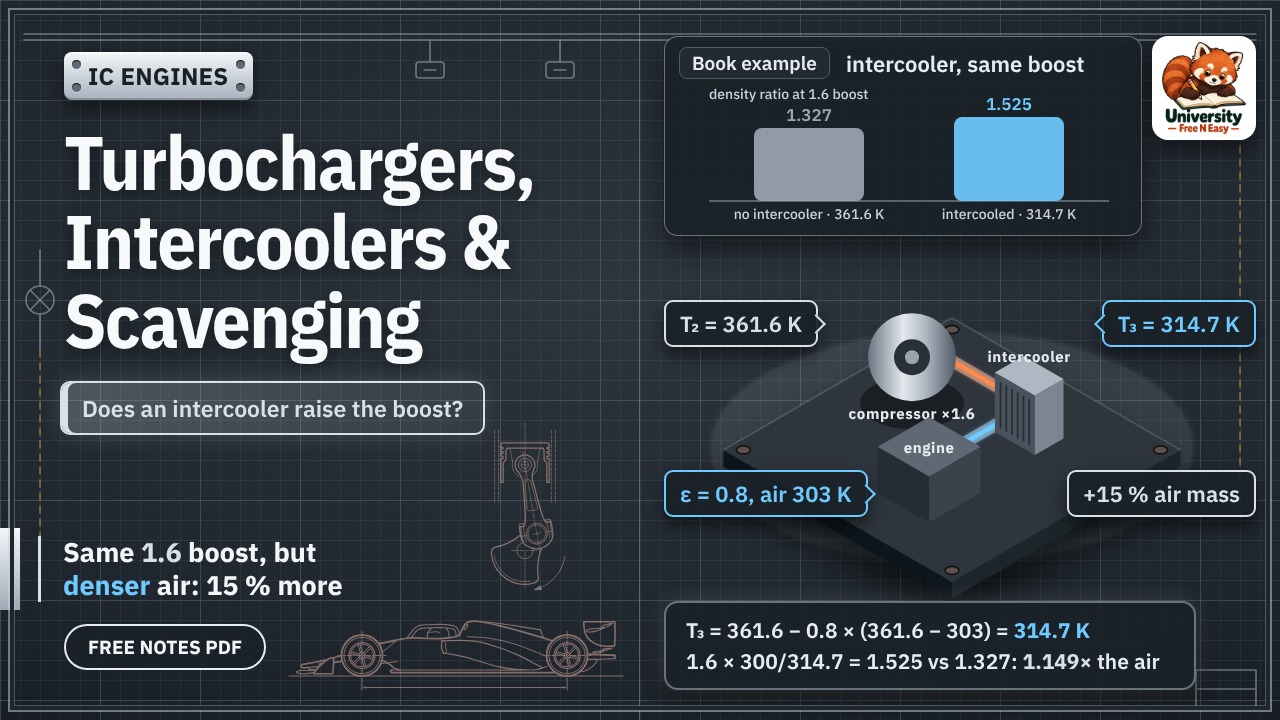 IC ENGINES
Turbochargers,
Intercoolers &
Scavenging
Does an intercooler raise the boost?
Same 1.6 boost, but
denser air: 15 % more
FREE NOTES PDF
Book example
intercooler, same boost
density ratio at 1.6 boost
1.327
1.525
no intercooler · 361.6 K
intercooled · 314.7 K
University
Free N Easy
T₂ = 361.6 K
T₃ = 314.7 K
intercooler
compressor ×1.6
engine
ε = 0.8, air 303 K
+15 % air mass
T₃ = 361.6 − 0.8 × (361.6 − 303) = 314.7 K
1.6 × 300/314.7 = 1.525 vs 1.327: 1.149× the air